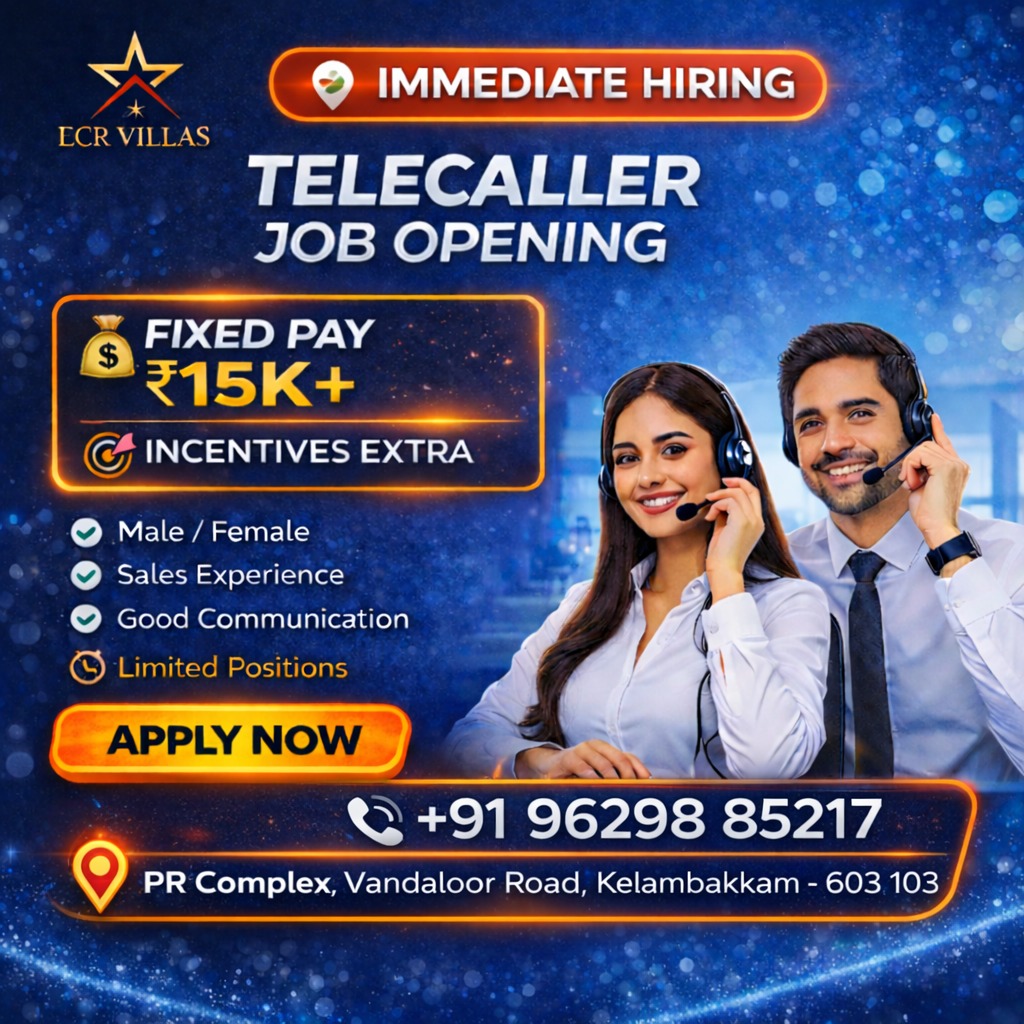 ECR VILLAS
IMMEDIATE HIRING
TELECALLER
JOB OPENING
$
FIXED PAY
₹15K+
INCENTIVES EXTRA
Male / Female
Sales Experience
Good Communication
Limited Positions
APPLY NOW
+91 96298 85217
PR Complex, Vandaloor Road, Kelambakkam - 603 103